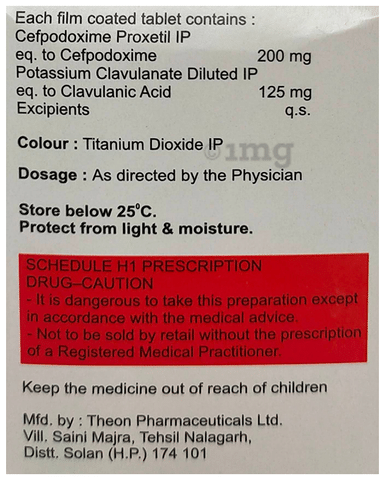 Each film coated tablet contains :
Cefpodoxime Proxetil IP
eq. to Cefpodoxime 200 mg
Potassium Clavulanate Diluted IP
eq. to Clavulanic Acid 125 mg
Excipients q.s.
Colour : Titanium Dioxide IP
©1mg
Dosage : As directed by the Physician
Store below 25°C.
Protect from light & moisture.
SCHEDULE H1 PRESCRIPTION
DRUG–CAUTION
- It is dangerous to take this preparation except
in accordance with the medical advice.
- Not to be sold by retail without the prescription
of a Registered Medical Practitioner.
Keep the medicine out of reach of children
Mfd. by : Theon Pharmaceuticals Ltd.
Vill. Saini Majra, Tehsil Nalagarh,
Distt. Solan (H.P.) 174 101